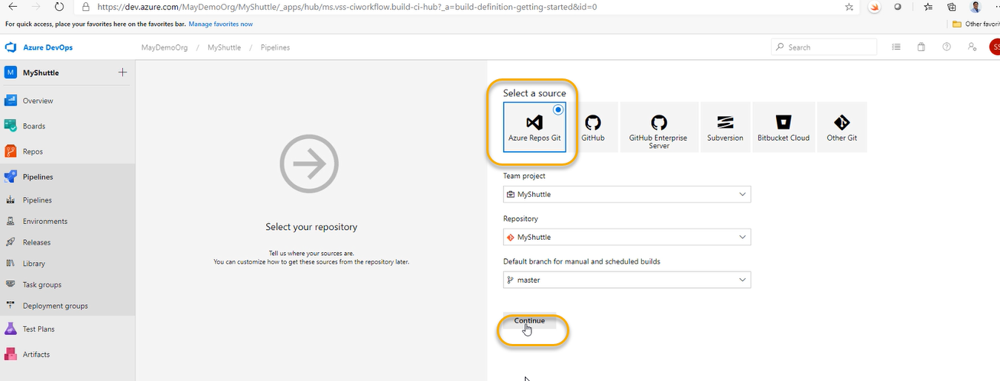 https://dev.azure.com/MayDemoOrg/MyShuttle/_apps/hub/ms.vss-ciworkflow.build-ci-hub?_a=build-definition-getting-started&id=0
For quick access, place your favorites here on the favorites bar. Manage favorites now
Other favorit
Azure DevOps
MayDemoOrg / MyShuttle / Pipelines
Search
SS
M MyShuttle
Overview
Boards
Repos
Pipelines
Pipelines
Environments
Releases
Library
Task groups
Deployment groups
Test Plans
Artifacts
Select your repository
Tell us where your sources are.
You can customize how to get these sources from the repository later.
Select a source
Azure Repos Git
GitHub
GitHub Enterprise
Server
Subversion
Bitbucket Cloud
Other Git
Team project
MyShuttle
Repository
MyShuttle
Default branch for manual and scheduled builds
master
Continue